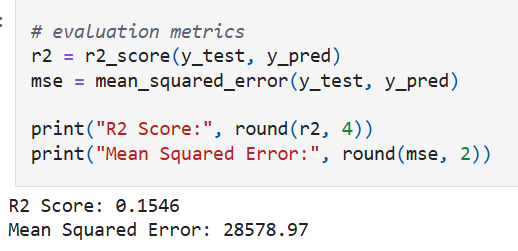 # evaluation metrics
r2 = r2_score(y_test, y_pred)
mse = mean_squared_error(y_test, y_pred)
print("R2 Score:", round(r2, 4))
print("Mean Squared Error:", round(mse, 2))
R2 Score: 0.1546
Mean Squared Error: 28578.97